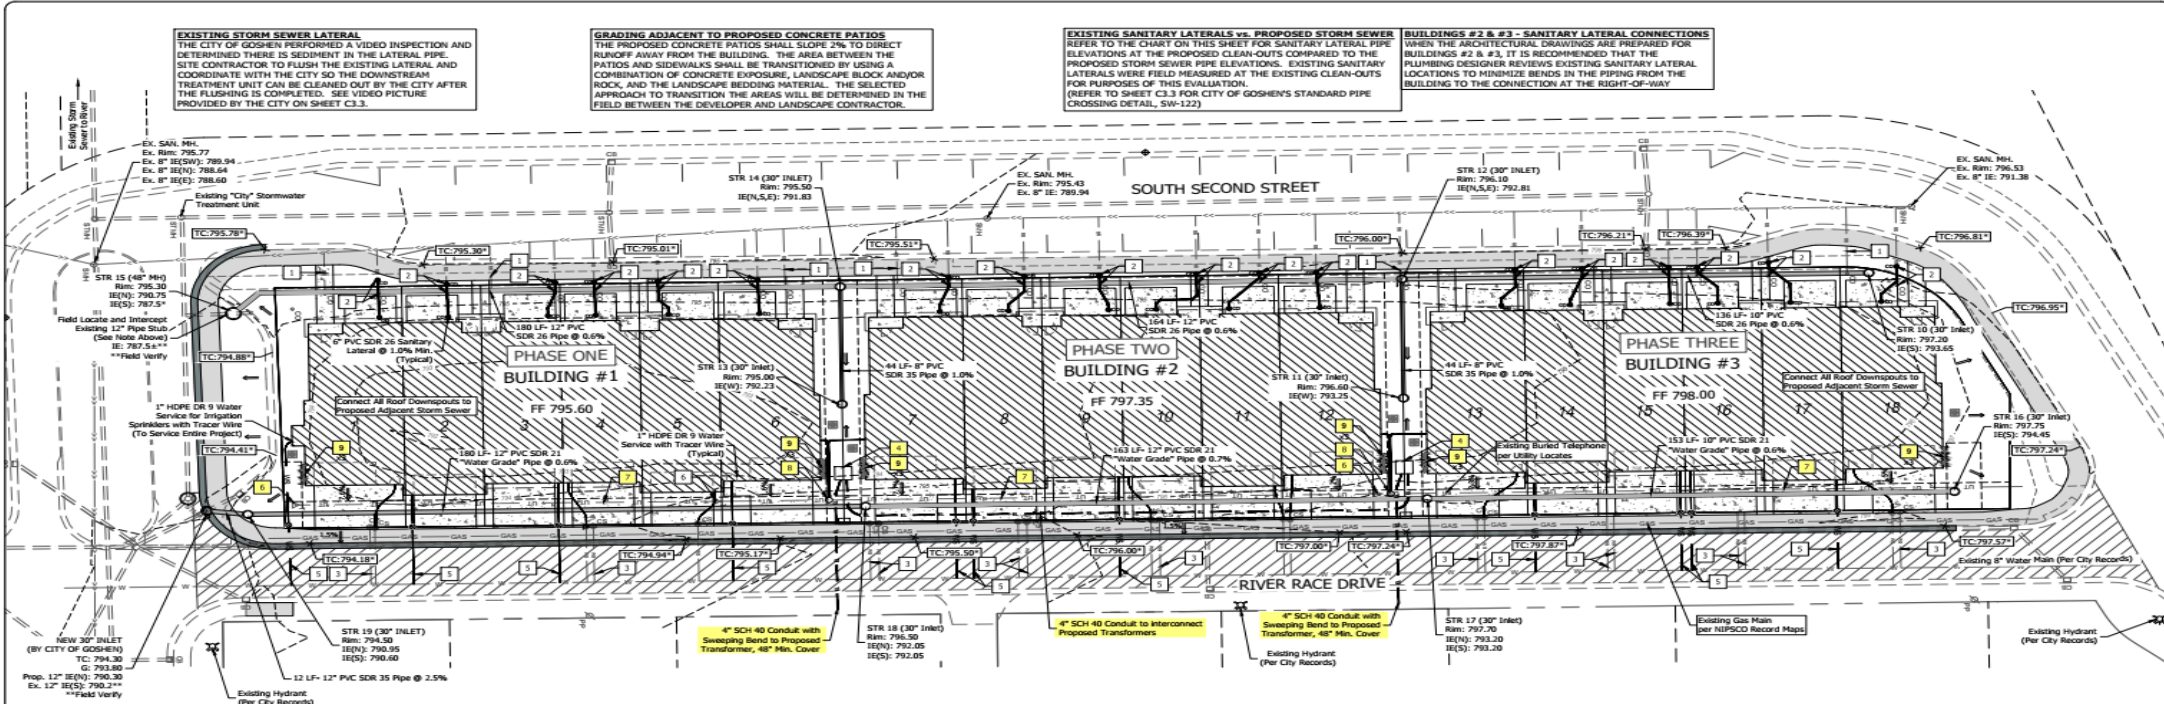 EXISTING STORM SEWER LATERAL
THE CITY OF GOSHEN PERFORMED A VIDEO INSPECTION AND
DETERMINED THERE IS SEDIMENT IN THE LATERAL PIPE.
SITE CONTRACTOR TO FLUSH THE EXISTING LATERAL AND
COORDINATE WITH THE CITY SO THE DOWNSTREAM
TREATMENT UNIT CAN BE CLEANED OUT BY THE CITY AFTER
THE FLUSHING IS COMPLETED. SEE VIDEO PICTURE
PROVIDED BY THE CITY ON SHEET C3.3.
GRADING ADJACENT TO PROPOSED CONCRETE PATIOS
THE PROPOSED CONCRETE PATIOS SHALL SLOPE 2% TO DIRECT
RUNOFF AWAY FROM THE BUILDING. THE AREA BETWEEN THE
PATIOS AND SIDEWALKS SHALL BE TRANSITIONED BY USING A
COMBINATION OF CONCRETE EXPOSURE, LANDSCAPE BLOCK AND/OR
ROCK, AND THE LANDSCAPE BEDDING MATERIAL. THE SELECTED
APPROACH TO TRANSITION THE AREAS WILL BE DETERMINED IN THE
FIELD BETWEEN THE DEVELOPER AND LANDSCAPE CONTRACTOR.
EXISTING SANITARY LATERALS vs. PROPOSED STORM SEWER
REFER TO THE CHART ON THIS SHEET FOR SANITARY LATERAL PIPE
ELEVATIONS AT THE PROPOSED CLEAN-OUTS COMPARED TO THE
PROPOSED STORM SEWER PIPE ELEVATIONS. EXISTING SANITARY
LATERALS WERE FIELD MEASURED AT THE EXISTING CLEAN-OUTS
FOR PURPOSES OF THIS EVALUATION.
(REFER TO SHEET C3.3 FOR CITY OF GOSHEN'S STANDARD PIPE
CROSSING DETAIL, SW-122)
BUILDINGS #2 & #3 - SANITARY LATERAL CONNECTIONS
WHEN THE ARCHITECTURAL DRAWINGS ARE PREPARED FOR
BUILDINGS #2 & #3, IT IS RECOMMENDED THAT THE
PLUMBING DESIGNER REVIEWS EXISTING SANITARY LATERAL
LOCATIONS TO MINIMIZE BENDS IN THE PIPING FROM THE
BUILDING TO THE CONNECTION AT THE RIGHT-OF-WAY
Existing Storm
Sewer to River
EX. SAN. MH.
Ex. Rim: 795.77
Ex. 8" IE(SW): 789.94
Ex. 8" IE(N): 788.64
Ex. 8" IE(E): 788.60
Existing "City" Stormwater
Treatment Unit
STR 14 (30" INLET)
Rim: 795.50
IE(N,S,E): 791.83
EX. SAN. MH.
Ex. Rim: 795.43
Ex. 8" IE: 789.94
SOUTH SECOND STREET
STR 12 (30" INLET)
Rim: 796.10
IE(N,S,E): 792.81
EX. SAN. MH.
Ex. Rim: 796.53
Ex. 8" IE: 791.38
TC:795.78*
TC:795.30*
TC:795.01*
TC:795.51*
TC:796.00*
TC:796.21*
TC:796.39*
TC:796.81*
TC:796.95*
STR 15 (48" MH)
Rim: 795.30
IE(N): 790.75
IE(S): 787.5*
Field Locate and Intercept
Existing 12" Pipe Stub
(See Note Above)
IE: 787.5±**
**Field Verify
TC:794.88*
180 LF- 12" PVC
SDR 26 Pipe @ 0.6%
6" PVC SDR 26 Sanitary
Lateral @ 1.0% Min.
(Typical)
PHASE ONE
BUILDING #1
FF 795.60
STR 13 (30" Inlet)
Rim: 795.00
IE(W): 792.23
44 LF- 8" PVC
SDR 35 Pipe @ 1.0%
164 LF- 12" PVC
SDR 26 Pipe @ 0.6%
PHASE TWO
BUILDING #2
FF 797.35
STR 11 (30" Inlet)
Rim: 796.60
IE(W): 793.25
44 LF- 8" PVC
SDR 35 Pipe @ 1.0%
136 LF- 10" PVC
SDR 26 Pipe @ 0.6%
PHASE THREE
BUILDING #3
FF 798.00
STR 10 (30" Inlet)
Rim: 797.20
IE(S): 793.65
Connect All Roof Downspouts to
Proposed Adjacent Storm Sewer
Connect All Roof Downspouts to
Proposed Adjacent Storm Sewer
1" HDPE DR 9 Water
Service for Irrigation
Sprinklers with Tracer Wire
(To Service Entire Project)
TC:794.41*
1 2 3 4 5 6 7 8 9 10 11 12 13 14 15 16 17 18
1" HDPE DR 9 Water
Service with Tracer Wire
(Typical)
180 LF- 12" PVC SDR 21
"Water Grade" Pipe @ 0.6%
163 LF- 12" PVC SDR 21
"Water Grade" Pipe @ 0.7%
Existing Buried Telephone
per Utility Locates
153 LF- 10" PVC SDR 21
"Water Grade" Pipe @ 0.6%
STR 16 (30" Inlet)
Rim: 797.75
IE(S): 794.45
TC:797.24*
TC:794.18*
TC:794.94*
TC:795.17*
TC:795.50*
TC:796.00*
TC:797.00*
TC:797.24*
TC:797.87*
TC:797.57*
Existing 8" Water Main (Per City Records)
RIVER RACE DRIVE
NEW 30" INLET
(BY CITY OF GOSHEN)
TC: 794.30
G: 793.80
Prop. 12" IE(N): 790.30
Ex. 12" IE(S): 790.2**
**Field Verify
STR 19 (30" INLET)
Rim: 794.50
IE(N): 790.95
IE(S): 790.60
12 LF- 12" PVC SDR 35 Pipe @ 2.5%
Existing Hydrant
(Per City Records)
4" SCH 40 Conduit with
Sweeping Bend to Proposed
Transformer, 48" Min. Cover
STR 18 (30" Inlet)
Rim: 796.50
IE(N): 792.05
IE(S): 792.05
4" SCH 40 Conduit to interconnect
Proposed Transformers
4" SCH 40 Conduit with
Sweeping Bend to Proposed
Transformer, 48" Min. Cover
Existing Hydrant
(Per City Records)
STR 17 (30" Inlet)
Rim: 797.70
IE(N): 793.20
IE(S): 793.20
Existing Gas Main
per NIPSCO Record Maps
Existing Hydrant
(Per City Records)